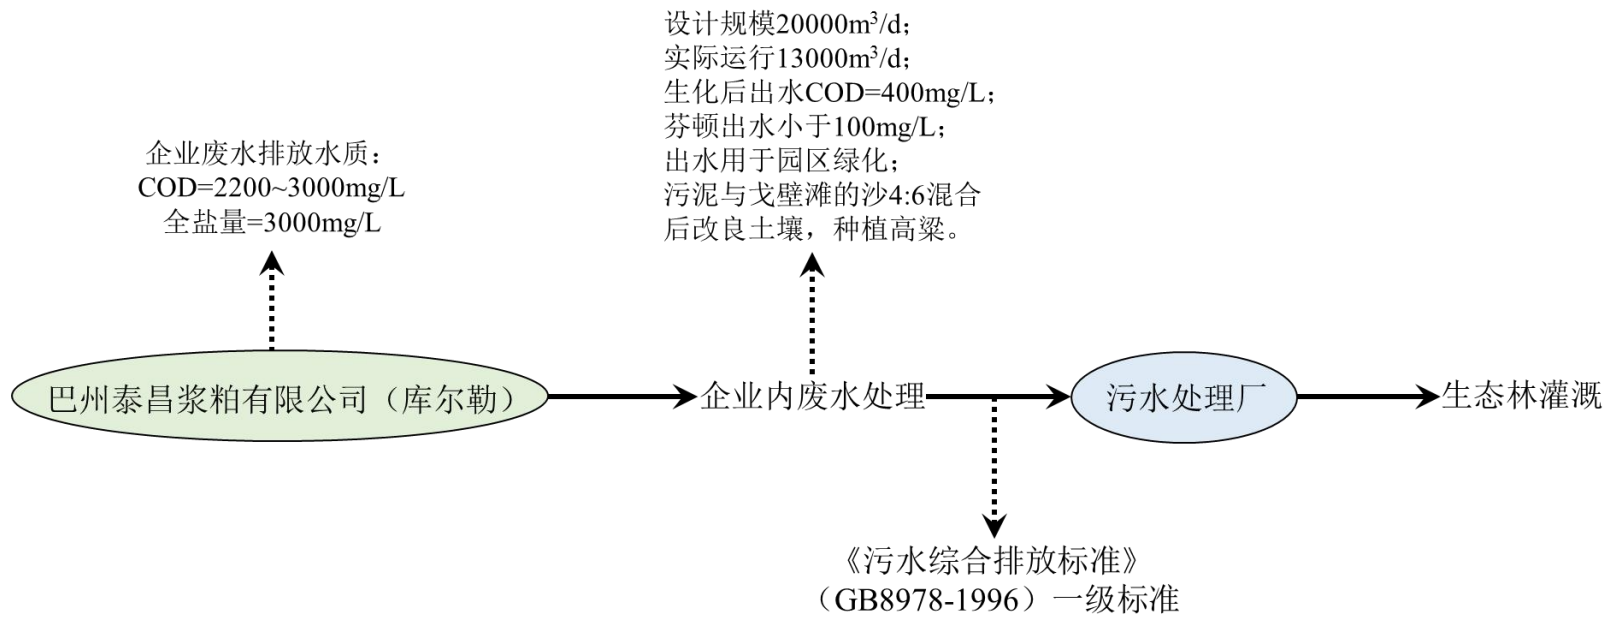 设计规模20000m³/d；
实际运行13000m³/d；
生化后出水COD=400mg/L；
芬顿出水小于100mg/L；
出水用于园区绿化；
污泥与戈壁滩的沙4:6混合
后改良土壤，种植高粱。
企业废水排放水质：
COD=2200~3000mg/L
全盐量=3000mg/L
巴州泰昌浆粕有限公司（库尔勒）
企业内废水处理
污水处理厂
生态林灌溉
《污水综合排放标准》
（GB8978-1996）一级标准